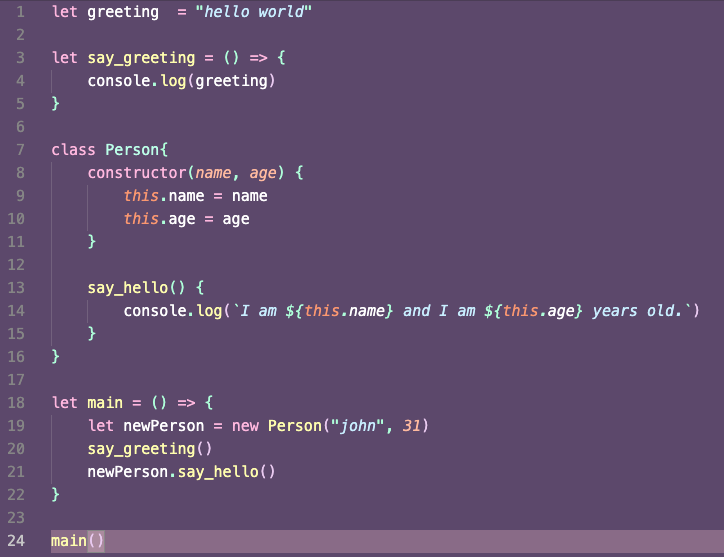 1 let greeting  = "hello world"
2
3 let say_greeting = () => {
4     console.log(greeting)
5 }
6
7 class Person{
8     constructor(name, age) {
9         this.name = name
10         this.age = age
11     }
12
13     say_hello() {
14         console.log(`I am ${this.name} and I am ${this.age} years old.`)
15     }
16 }
17
18 let main = () => {
19     let newPerson = new Person("john", 31)
20     say_greeting()
21     newPerson.say_hello()
22 }
23
24 main()